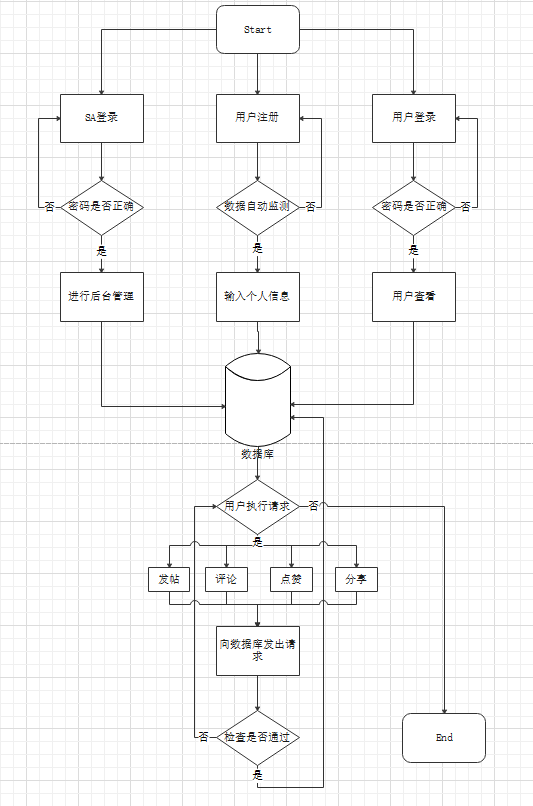 Start
SA登录
用户注册
用户登录
否
密码是否正确
数据自动监测
否
密码是否正确
否
是
是
是
进行后台管理
输入个人信息
用户查看
数据库
用户执行请求
否
是
发帖
评论
点赞
分享
向数据库发出请
求
否
检查是否通过
End
是